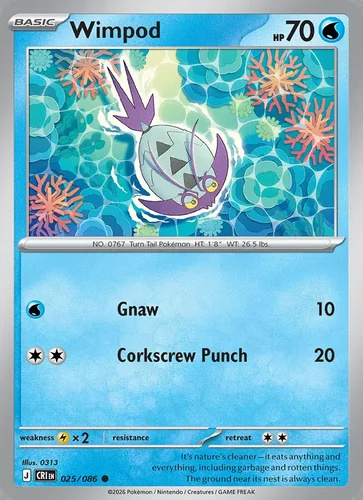 BASIC Wimpod HP 70
NO. 0767 Turn Tail Pokémon HT: 1'8" WT: 26.5 lbs.
Gnaw 10
Corkscrew Punch 20
weakness ×2 resistance retreat
Illus. 0313
J CRI EN 025/086
It's nature's cleaner—it eats anything and
everything, including garbage and rotten things.
The ground near its nest is always clean.
©2026 Pokémon / Nintendo / Creatures / GAME FREAK